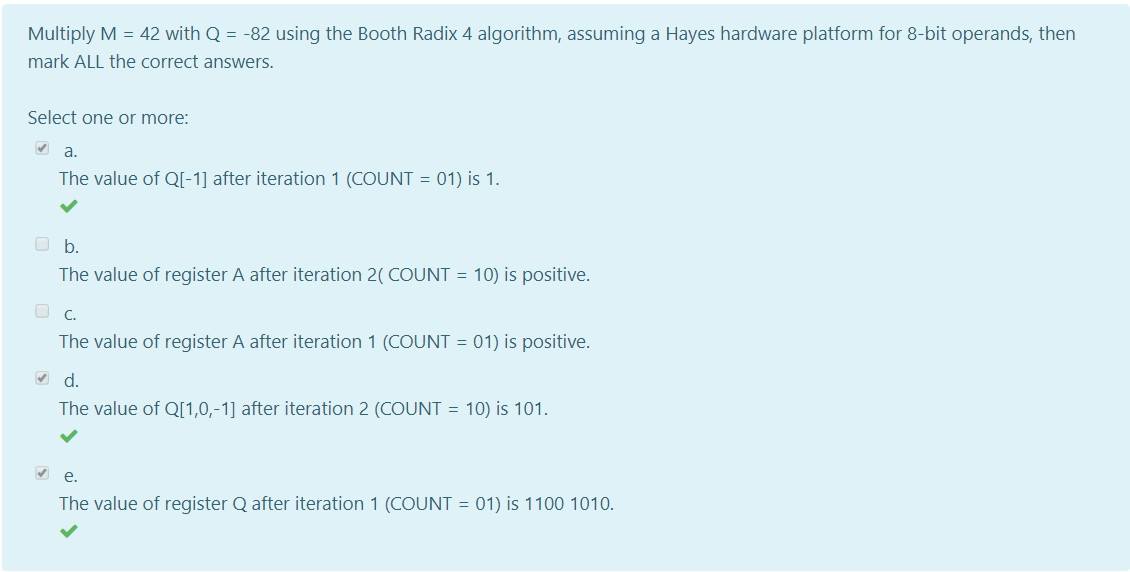 Multiply M = 42 with Q = -82 using the Booth Radix 4 algorithm, assuming a Hayes hardware platform for 8-bit operands, then
mark ALL the correct answers.
Select one or more:
a.
The value of Q[-1] after iteration 1 (COUNT = 01) is 1.
b.
The value of register A after iteration 2( COUNT = 10) is positive.
c.
The value of register A after iteration 1 (COUNT = 01) is positive.
d.
The value of Q[1,0,-1] after iteration 2 (COUNT = 10) is 101.
e.
The value of register Q after iteration 1 (COUNT = 01) is 1100 1010.